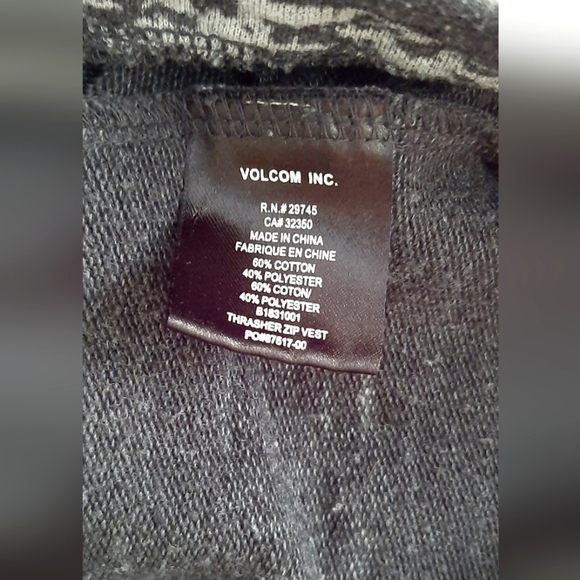 VOLCOM INC.
R.N.# 29745
CA# 32350
MADE IN CHINA
FABRIQUE EN CHINE
60% COTTON
40% POLYESTER
60% COTON/
40% POLYESTER
B1831001
THRASHER ZIP VEST
PO#87517-00